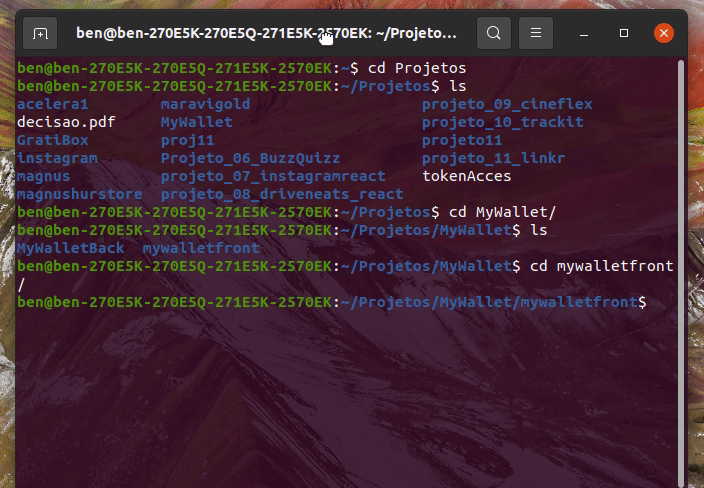 ben@ben-270E5K-270E5Q-271E5K-2570EK: ~/Projeto...
ben@ben-270E5K-270E5Q-271E5K-2570EK:~$ cd Projetos
ben@ben-270E5K-270E5Q-271E5K-2570EK:~/Projetos$ ls
acelera1 maravigold projeto_09_cineflex
decisao.pdf MyWallet projeto_10_trackit
GratiBox proj11 projeto11
instagram Projeto_06_BuzzQuizz projeto_11_linkr
magnus projeto_07_instagramreact tokenAcces
magnushurstore projeto_08_driveneats_react
ben@ben-270E5K-270E5Q-271E5K-2570EK:~/Projetos$ cd MyWallet/
ben@ben-270E5K-270E5Q-271E5K-2570EK:~/Projetos/MyWallet$ ls
MyWalletBack mywalletfront
ben@ben-270E5K-270E5Q-271E5K-2570EK:~/Projetos/MyWallet$ cd mywalletfront
/
ben@ben-270E5K-270E5Q-271E5K-2570EK:~/Projetos/MyWallet/mywalletfront$